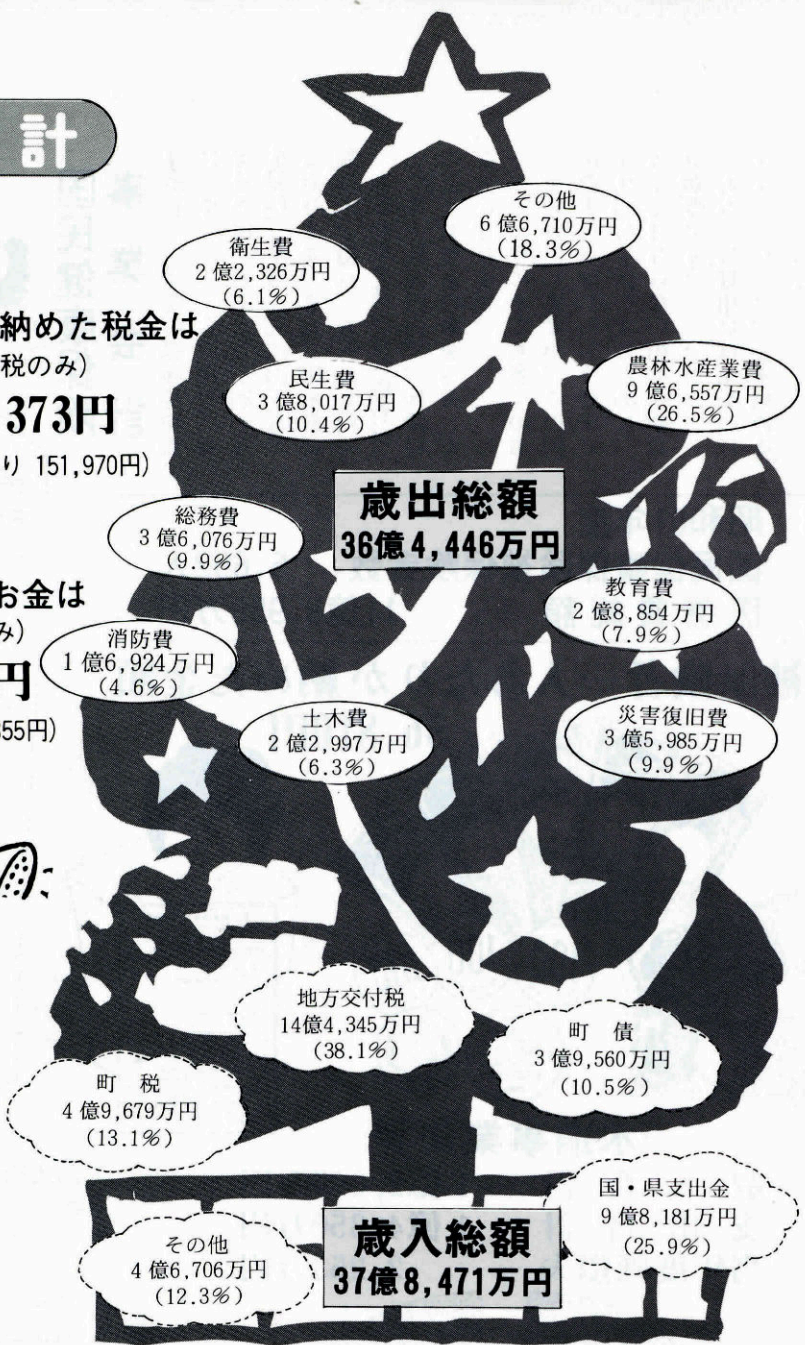 計
納めた税金は
税のみ)
373円
り 151,970円)
お金は
み)
円
355円)
その他
6億6,710万円
(18.3%)
衛生費
2億2,326万円
(6.1%)
民生費
3億8,017万円
(10.4%)
農林水産業費
9億6,557万円
(26.5%)
歳出総額
36億4,446万円
総務費
3億6,076万円
(9.9%)
教育費
2億8,854万円
(7.9%)
消防費
1億6,924万円
(4.6%)
土木費
2億2,997万円
(6.3%)
災害復旧費
3億5,985万円
(9.9%)
地方交付税
14億4,345万円
(38.1%)
町 債
3億9,560万円
(10.5%)
町 税
4億9,679万円
(13.1%)
国・県支出金
9億8,181万円
(25.9%)
その他
4億6,706万円
(12.3%)
歳入総額
37億8,471万円